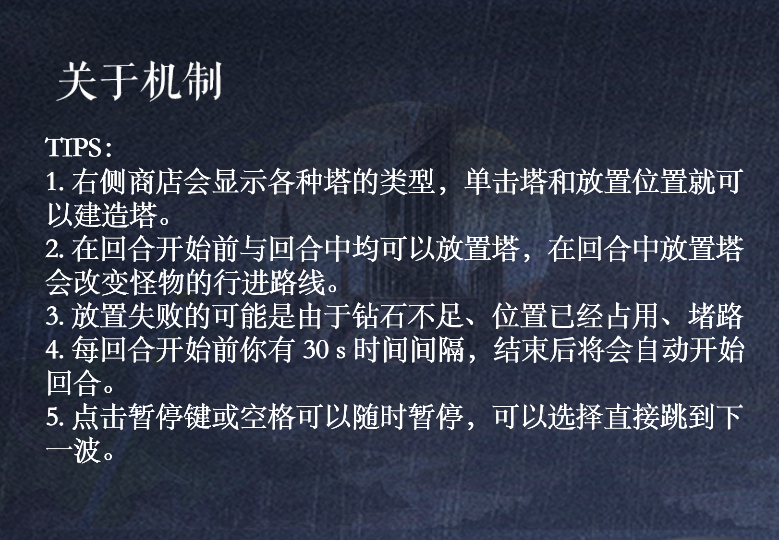 关于机制
TIPS：
1. 右侧商店会显示各种塔的类型，单击塔和放置位置就可
以建造塔。
2. 在回合开始前与回合中均可以放置塔，在回合中放置塔
会改变怪物的行进路线。
3. 放置失败的可能是由于钻石不足、位置已经占用、堵路
4. 每回合开始前你有 30 s 时间间隔，结束后将会自动开始
回合。
5. 点击暂停键或空格可以随时暂停，可以选择直接跳到下
一波。